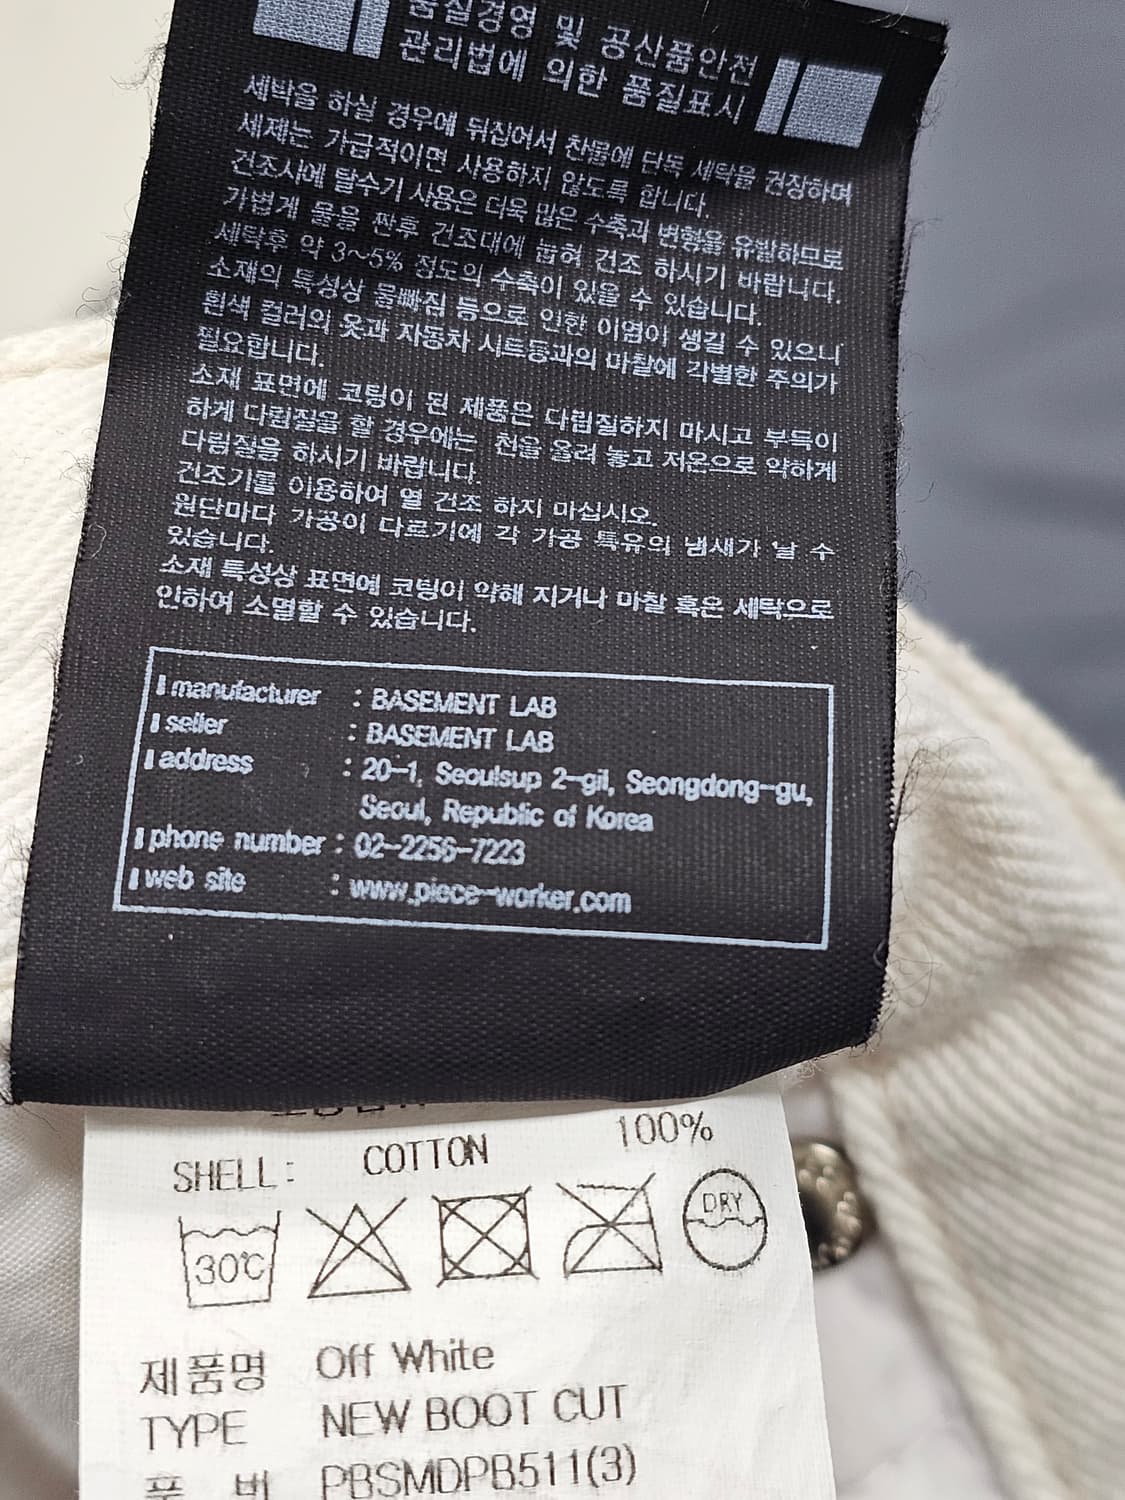 품질경영 및 공산품안전
관리법에 의한 품질표시
세탁을 하실 경우에 뒤집어서 찬물에 단독 세탁을 권장하며
세제는 가급적이면 사용하지 않도록 합니다.
건조시에 탈수기 사용은 더욱 많은 수축과 변형을 유발하므로
가볍게 물을 짠후 건조대에 눕혀 건조 하시기 바랍니다.
세탁후 약 3~5% 정도의 수축이 있을 수 있습니다.
소재의 특성상 물빠짐 등으로 인한 이염이 생길 수 있으니
흰색 컬러의 옷과 자동차 시트등과의 마찰에 각별한 주의가
필요합니다.
소재 표면에 코팅이 된 제품은 다림질하지 마시고 부득이
하게 다림질을 할 경우에는 천을 올려 놓고 저온으로 약하게
다림질을 하시기 바랍니다.
건조기를 이용하여 열 건조 하지 마십시오.
원단마다 가공이 다르기에 각 가공 특유의 냄새가 날 수
있습니다.
소재 특성상 표면에 코팅이 약해 지거나 마찰 혹은 세탁으로
인하여 소멸할 수 있습니다.
manufacturer : BASEMENT LAB
seller : BASEMENT LAB
address : 20-1, Seoulsup 2-gil, Seongdong-gu,
Seoul, Republic of Korea
phone number : 02-2256-7223
web site : www.piece-worker.com
SHELL: COTTON 100%
30℃ DRY
제품명 Off White
TYPE NEW BOOT CUT
품 번 PBSMDPB511(3)